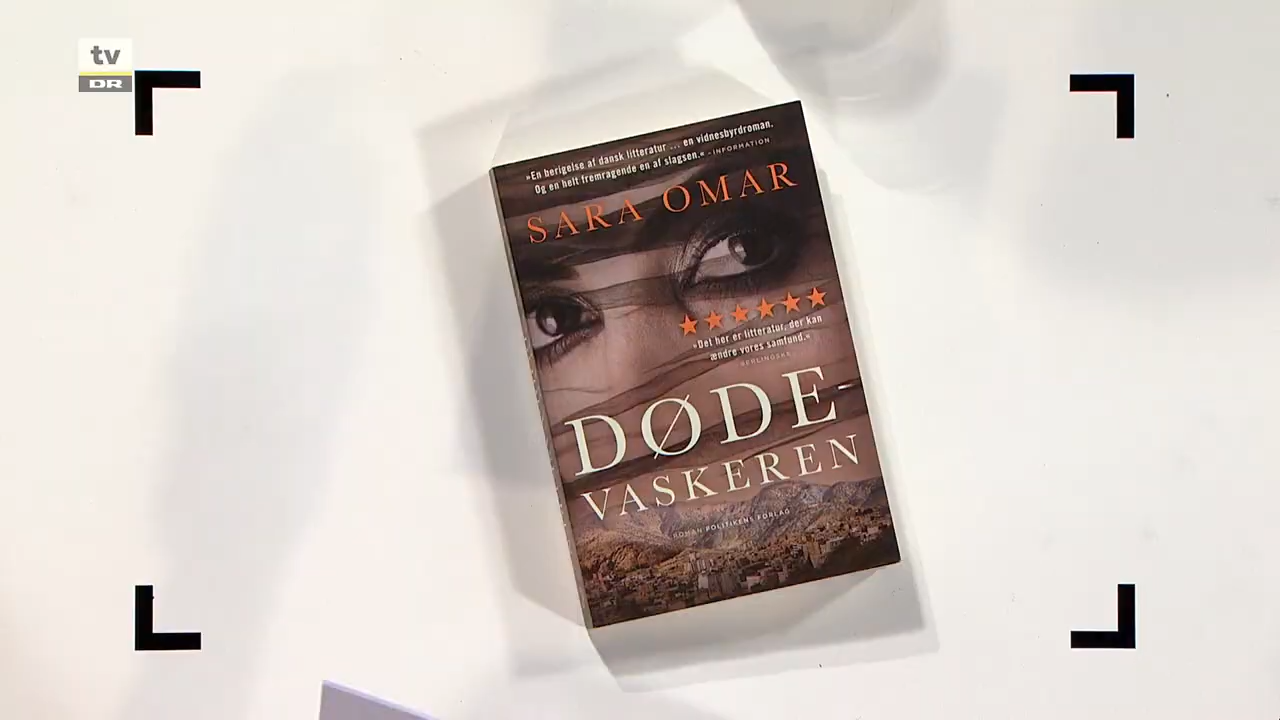 tv
DR
»En berigelse af dansk litteratur ... en vidnesbyrdroman.
Og en helt fremragende en af slagsen.« – INFORMATION
SARA OMAR
»Det her er litteratur, der kan
ændre vores samfund.«
BERLINGSKE
DØDE-
VASKEREN
ROMAN POLITIKENS FORLAG